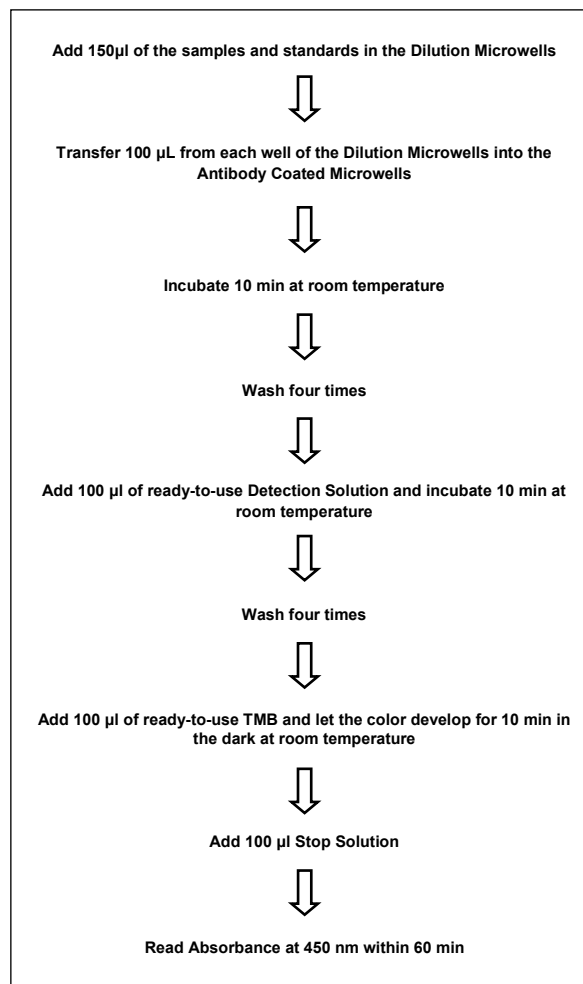 Add 150µl of the samples and standards in the Dilution Microwells
Transfer 100 µL from each well of the Dilution Microwells into the
Antibody Coated Microwells
Incubate 10 min at room temperature
Wash four times
Add 100 µl of ready-to-use Detection Solution and incubate 10 min at
room temperature
Wash four times
Add 100 µl of ready-to-use TMB and let the color develop for 10 min in
the dark at room temperature
Add 100 µl Stop Solution
Read Absorbance at 450 nm within 60 min